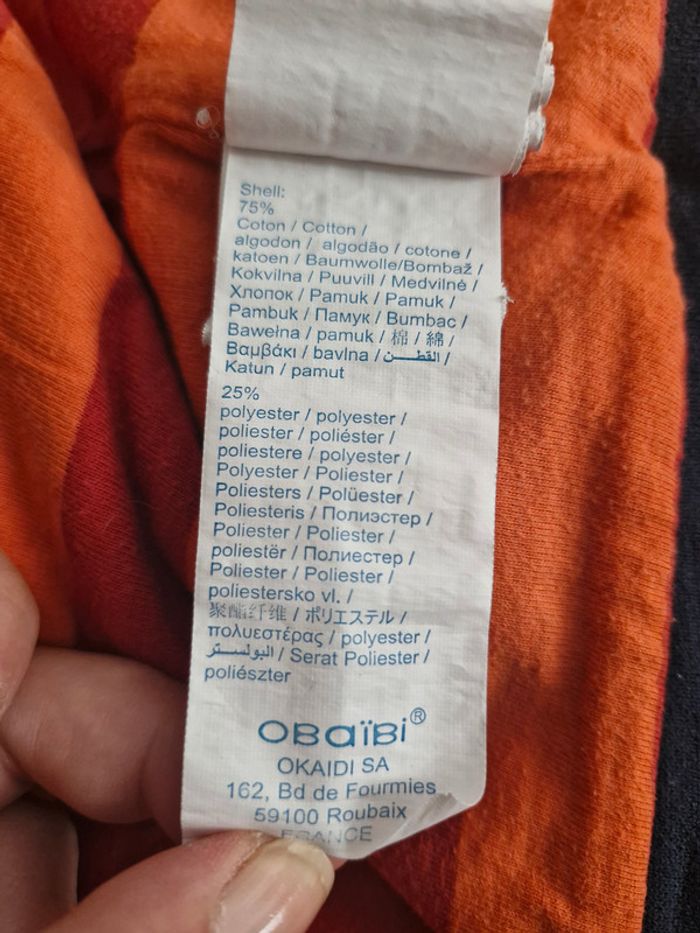 Shell:
75%
Coton / Cotton /
algodon / algodão / cotone /
katoen / Baumwolle/Bombaž /
Kokvilna / Puuvill / Medvilnė /
Хлопок / Pamuk / Pamuk /
Pambuk / Памук / Bumbac /
Bawełna / pamuk / 棉 / 綿 /
Βαμβάκι / bavlna / القطـــن /
Katun / pamut
25%
polyester / polyester /
poliester / poliéster /
poliestere / polyester /
Polyester / Poliester /
Poliesters / Polüester /
Poliesteris / Полиэстер /
Poliester / Poliester /
poliestër / Полиестер /
Poliester / Poliester /
poliestersko vl. /
聚酯纤维 / ポリエステル /
πολυεστέρας / polyester /
البوليستر / Serat Poliester /
poliészter
OBaïBi®
OKAIDI SA
162, Bd de Fourmies
59100 Roubaix
FRANCE